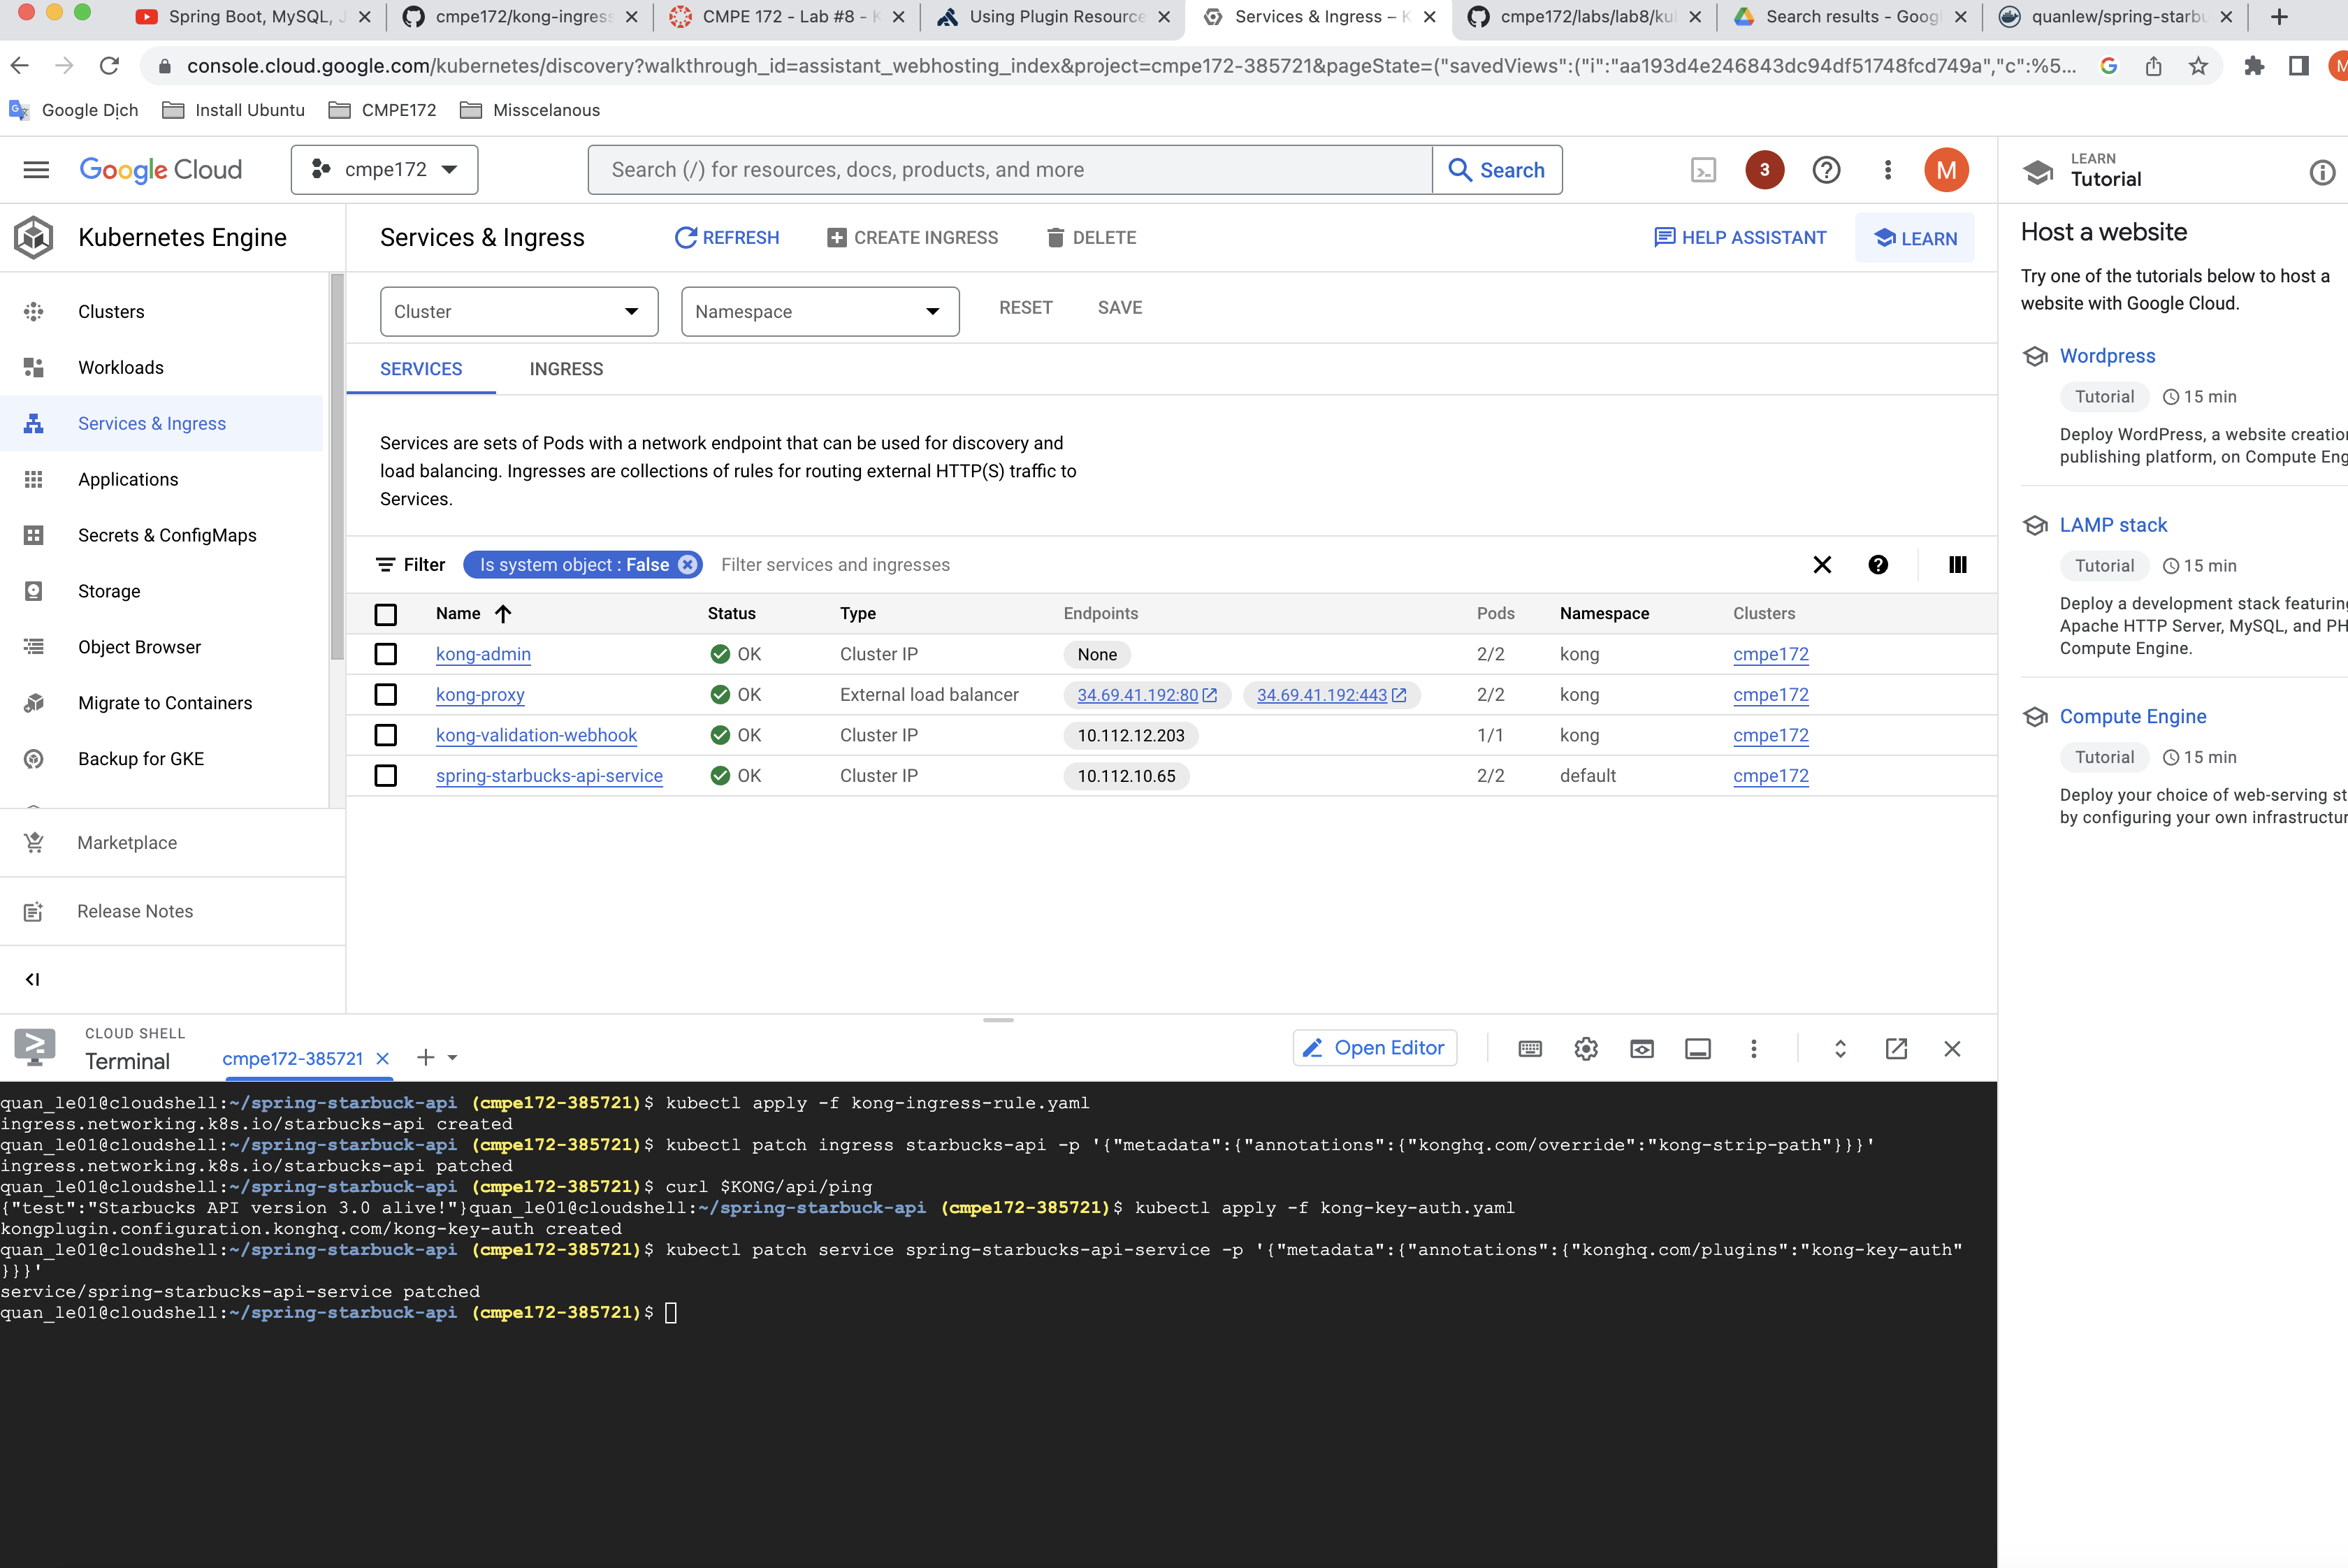 Spring Boot, MySQL, J
cmpe172/kong-ingres
CMPE 172 - Lab #8 - K
Using Plugin Resource
Services & Ingress – K
cmpe172/labs/lab8/ku
Search results - Goog
quanlew/spring-starbu
console.cloud.google.com/kubernetes/discovery?walkthrough_id=assistant_webhosting_index&project=cmpe172-385721&pageState=("savedViews":("i":"aa193d4e246843dc94df51748fcd749a","c":%5...
M
Google Dịch
Install Ubuntu
CMPE172
Misscelanous
Google Cloud
cmpe172
Search (/) for resources, docs, products, and more
Search
3
M
LEARN
Tutorial
Kubernetes Engine
Services & Ingress
REFRESH
CREATE INGRESS
DELETE
HELP ASSISTANT
LEARN
Clusters
Workloads
Services & Ingress
Applications
Secrets & ConfigMaps
Storage
Object Browser
Migrate to Containers
Backup for GKE
Marketplace
Release Notes
Cluster
Namespace
RESET
SAVE
SERVICES
INGRESS
Services are sets of Pods with a network endpoint that can be used for discovery and
load balancing. Ingresses are collections of rules for routing external HTTP(S) traffic to
Services.
Filter
Is system object : False
Filter services and ingresses
Name Status Type Endpoints Pods Namespace Clusters
kong-admin OK Cluster IP None 2/2 kong cmpe172
kong-proxy OK External load balancer 34.69.41.192:80 34.69.41.192:443 2/2 kong cmpe172
kong-validation-webhook OK Cluster IP 10.112.12.203 1/1 kong cmpe172
spring-starbucks-api-service OK Cluster IP 10.112.10.65 2/2 default cmpe172
Host a website
Try one of the tutorials below to host a
website with Google Cloud.
Wordpress
Tutorial 15 min
Deploy WordPress, a website creatio
publishing platform, on Compute Eng
LAMP stack
Tutorial 15 min
Deploy a development stack featuring
Apache HTTP Server, MySQL, and PH
Compute Engine.
Compute Engine
Tutorial 15 min
Deploy your choice of web-serving st
by configuring your own infrastructur
CLOUD SHELL
Terminal
cmpe172-385721
Open Editor
quan_le01@cloudshell:~/spring-starbuck-api (cmpe172-385721)$ kubectl apply -f kong-ingress-rule.yaml
ingress.networking.k8s.io/starbucks-api created
quan_le01@cloudshell:~/spring-starbuck-api (cmpe172-385721)$ kubectl patch ingress starbucks-api -p '{"metadata":{"annotations":{"konghq.com/override":"kong-strip-path"}}}'
ingress.networking.k8s.io/starbucks-api patched
quan_le01@cloudshell:~/spring-starbuck-api (cmpe172-385721)$ curl $KONG/api/ping
{"test":"Starbucks API version 3.0 alive!"}quan_le01@cloudshell:~/spring-starbuck-api (cmpe172-385721)$ kubectl apply -f kong-key-auth.yaml
kongplugin.configuration.konghq.com/kong-key-auth created
quan_le01@cloudshell:~/spring-starbuck-api (cmpe172-385721)$ kubectl patch service spring-starbucks-api-service -p '{"metadata":{"annotations":{"konghq.com/plugins":"kong-key-auth"
}}}'
service/spring-starbucks-api-service patched
quan_le01@cloudshell:~/spring-starbuck-api (cmpe172-385721)$